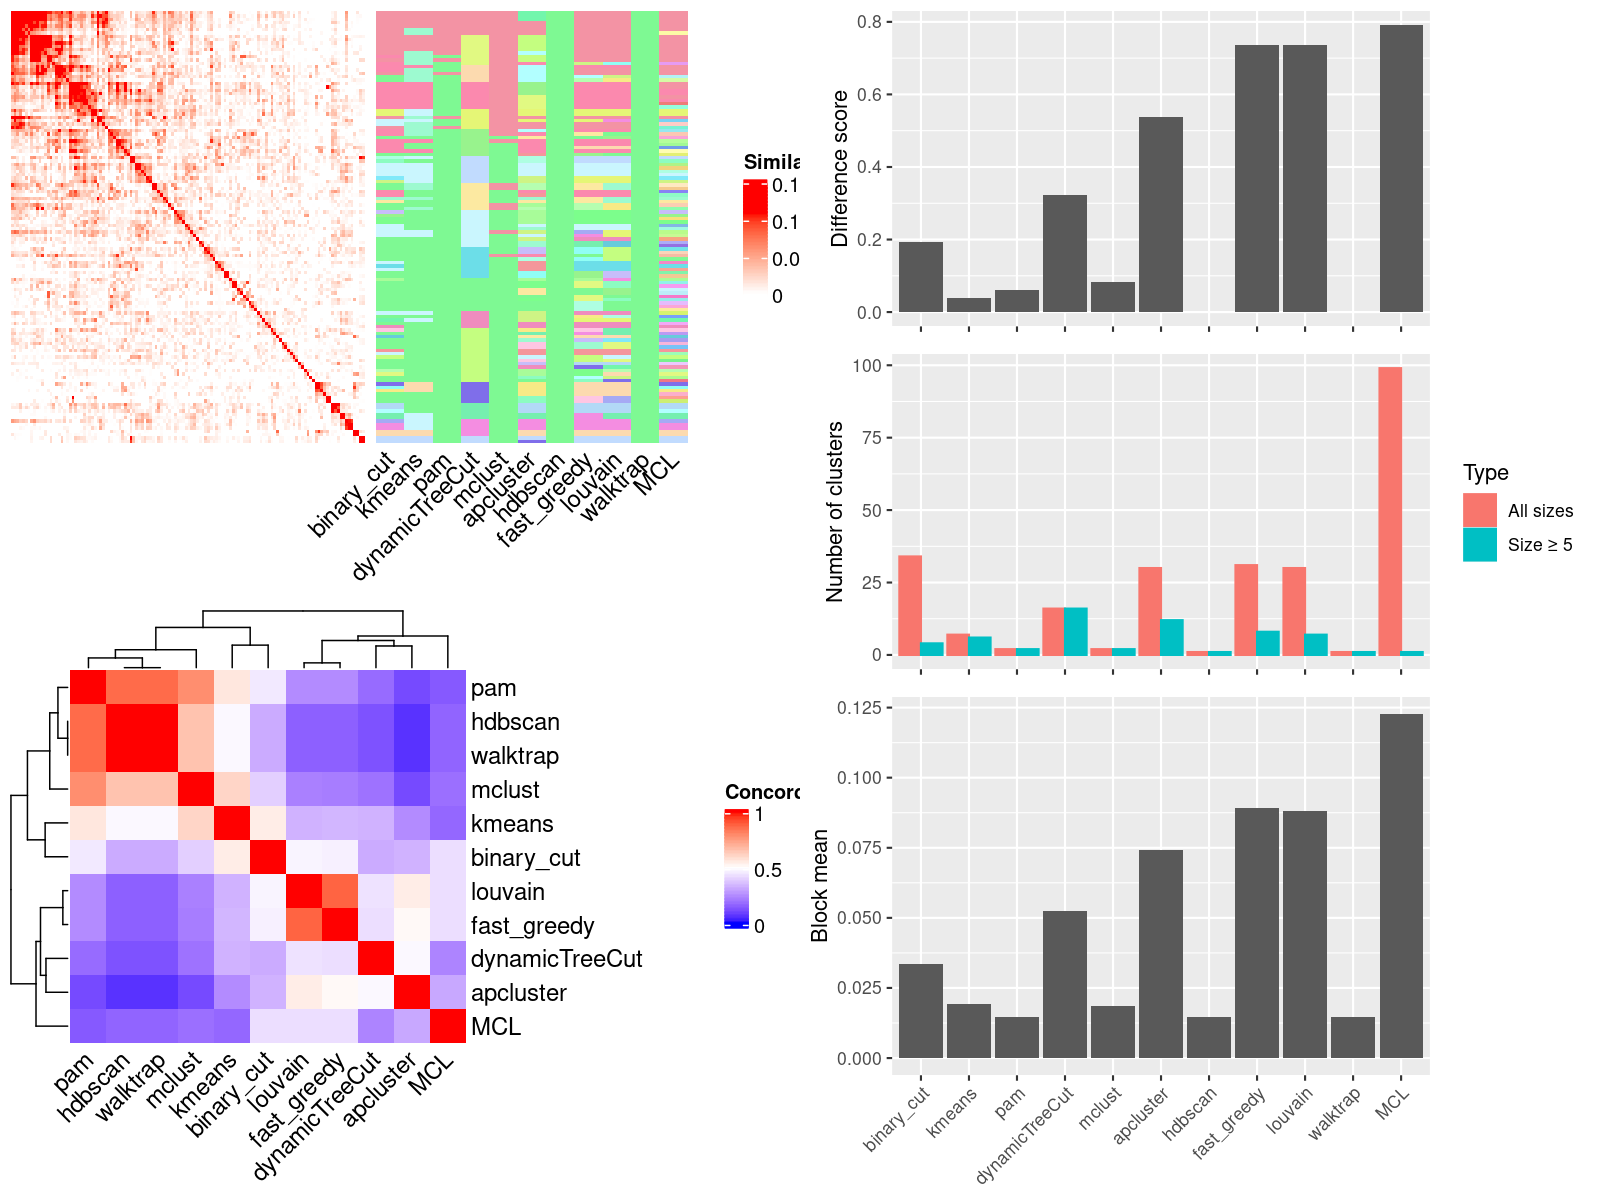 Simila
0.1
0.1
0.0
0
binary_cut
kmeans
pam
dynamicTreeCut
mclust
apcluster
hdbscan
fast_greedy
louvain
walktrap
MCL
pam
hdbscan
walktrap
mclust
kmeans
binary_cut
louvain
fast_greedy
dynamicTreeCut
apcluster
MCL
pam
hdbscan
walktrap
mclust
kmeans
binary_cut
louvain
fast_greedy
dynamicTreeCut
apcluster
MCL
Concord
1
0.5
0
Difference score
0.8
0.6
0.4
0.2
0.0
Number of clusters
100
75
50
25
0
Type
All sizes
Size ≥ 5
Block mean
0.125
0.100
0.075
0.050
0.025
0.000
binary_cut
kmeans
pam
dynamicTreeCut
mclust
apcluster
hdbscan
fast_greedy
louvain
walktrap
MCL